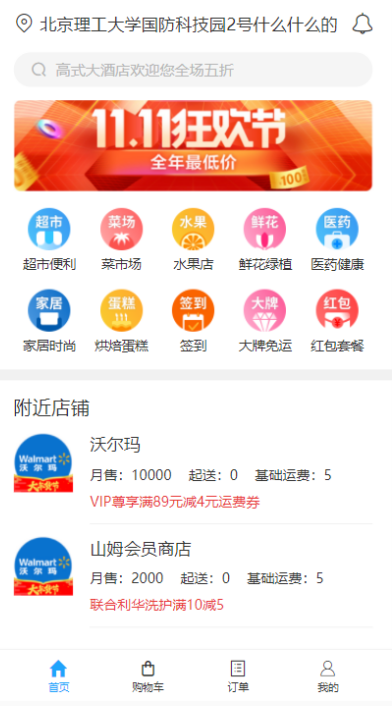 北京理工大学国防科技园2号什么什么的
高式大酒店欢迎您全场五折
11.11狂欢节
全年最低价
100
超市 菜场 水果 鲜花 医药
超市便利 菜市场 水果店 鲜花绿植 医药健康
家居 蛋糕 签到 大牌 红包
家居时尚 烘焙蛋糕 签到 大牌免运 红包套餐
附近店铺
Walmart
沃尔玛
沃尔玛
月售：10000 起送：0 基础运费：5
VIP尊享满89元减4元运费券
Walmart
沃尔玛
山姆会员商店
月售：2000 起送：0 基础运费：5
联合利华洗护满10减5
首页 购物车 订单 我的